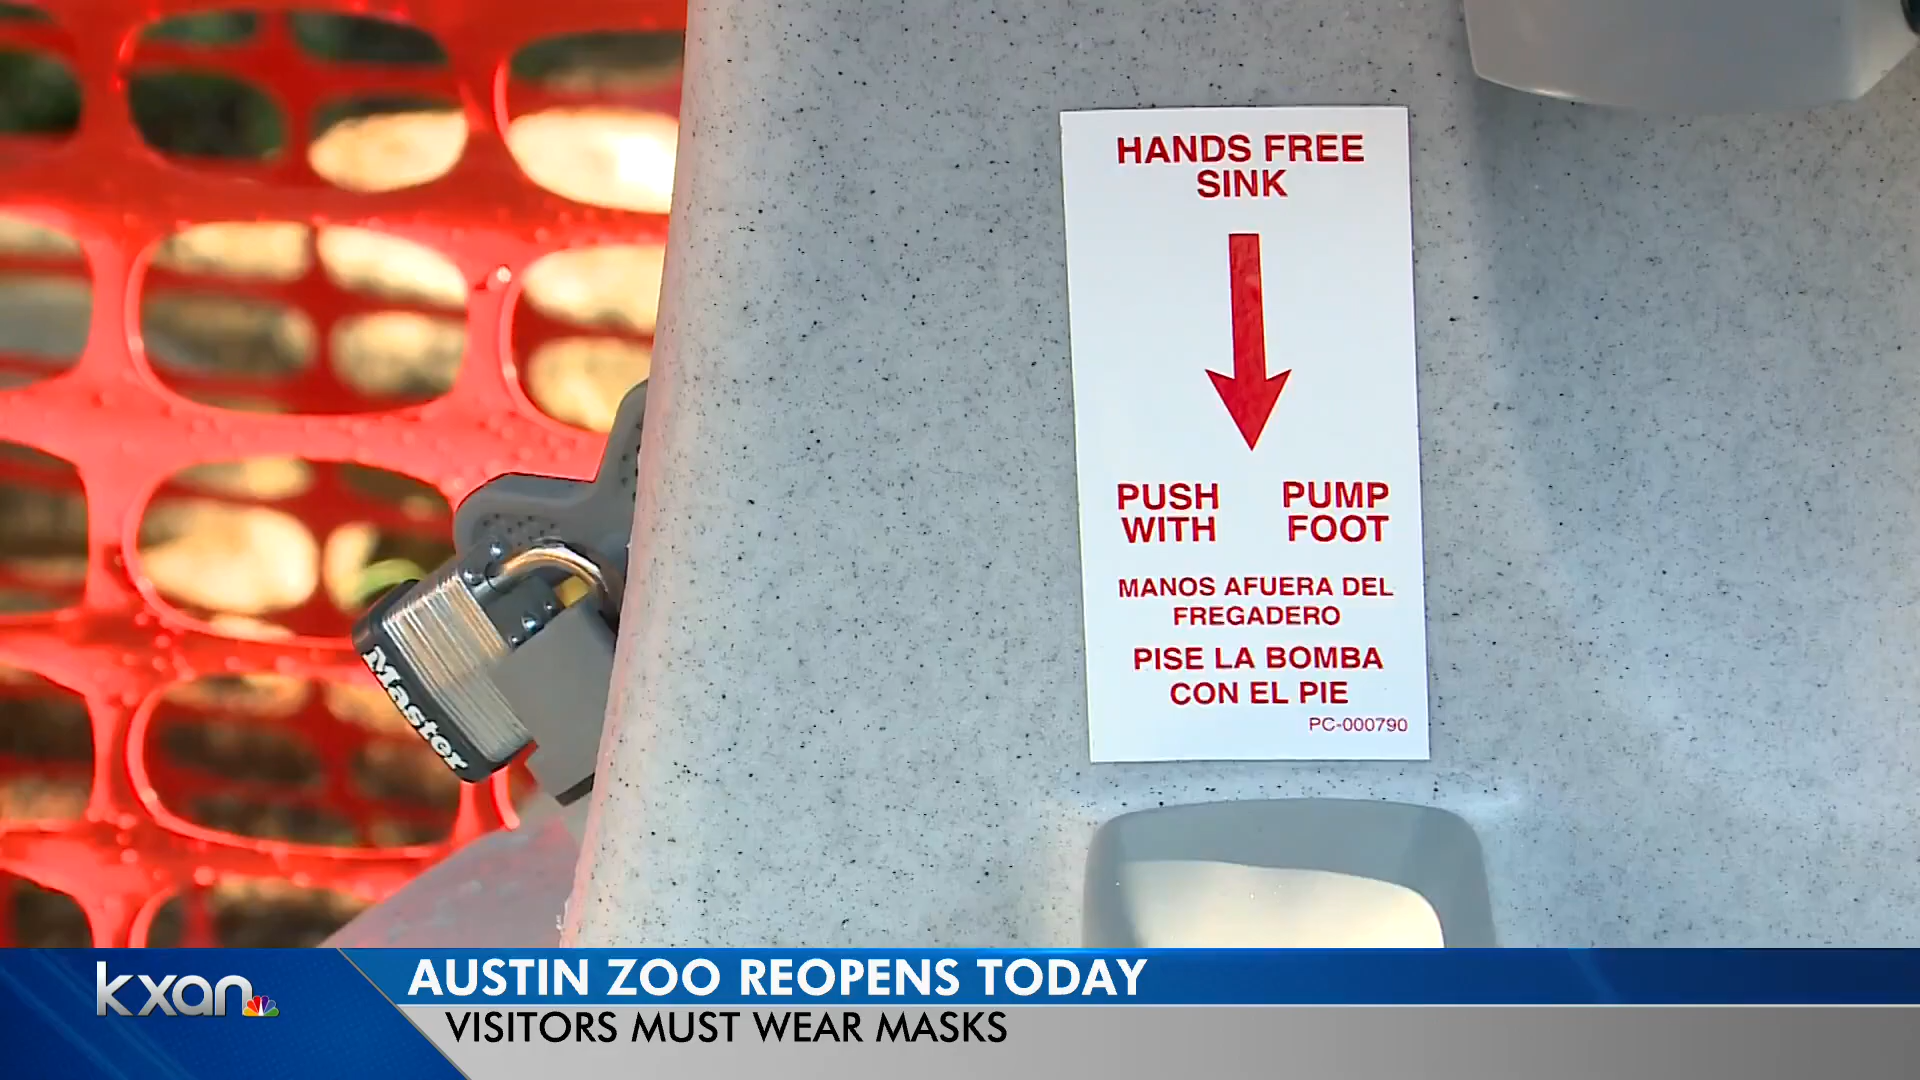 HANDS FREE
SINK
PUSH PUMP
WITH FOOT
MANOS AFUERA DEL
FREGADERO
PISE LA BOMBA
CON EL PIE
PC-000790
Master
kxan
AUSTIN ZOO REOPENS TODAY
VISITORS MUST WEAR MASKS